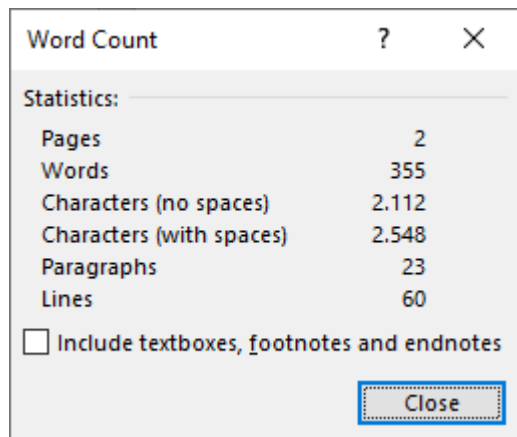 Word Count ? ×
Statistics:
Pages 2
Words 355
Characters (no spaces) 2.112
Characters (with spaces) 2.548
Paragraphs 23
Lines 60
Include textboxes, footnotes and endnotes
Close